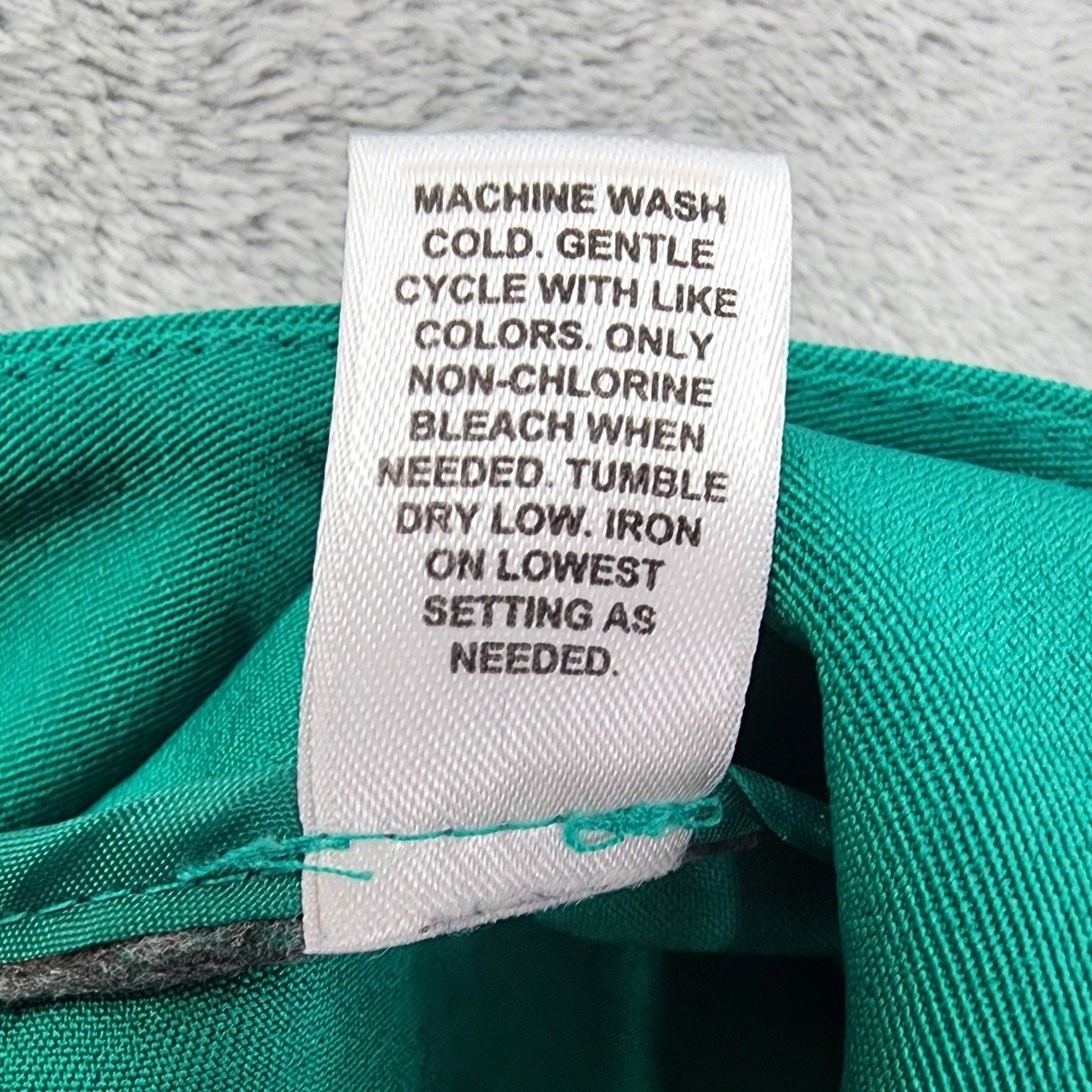 MACHINE WASH
COLD. GENTLE
CYCLE WITH LIKE
COLORS. ONLY
NON-CHLORINE
BLEACH WHEN
NEEDED. TUMBLE
DRY LOW. IRON
ON LOWEST
SETTING AS
NEEDED.